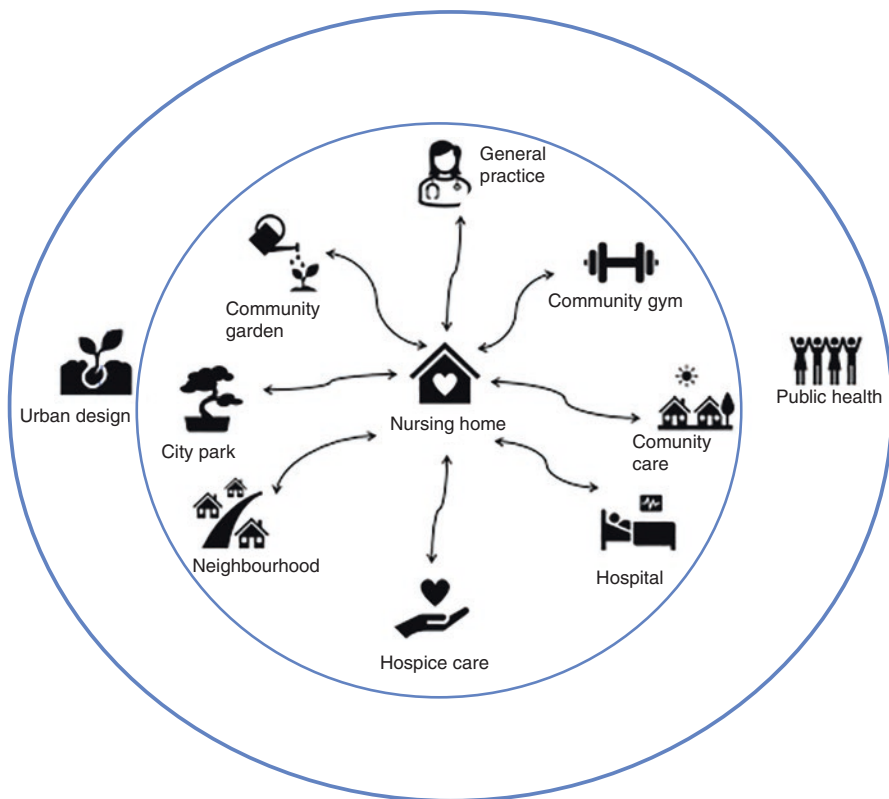 General
practice
Community
garden
Community gym
Urban design
City park
Nursing home
Comunity
care
Public health
Neighbourhood
Hospital
Hospice care